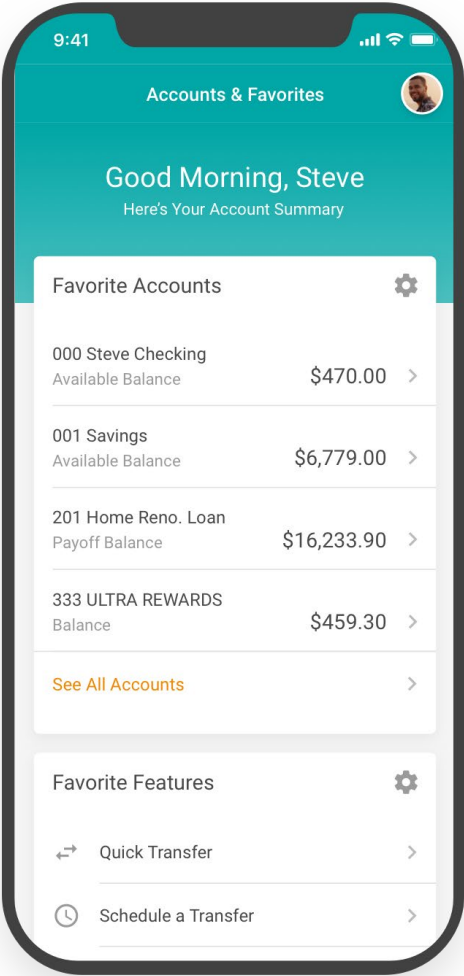 9:41
Accounts & Favorites
Good Morning, Steve
Here's Your Account Summary
Favorite Accounts
000 Steve Checking
Available Balance
$470.00
001 Savings
Available Balance
$6,779.00
201 Home Reno. Loan
Payoff Balance
$16,233.90
333 ULTRA REWARDS
Balance
$459.30
See All Accounts
Favorite Features
Quick Transfer
Schedule a Transfer